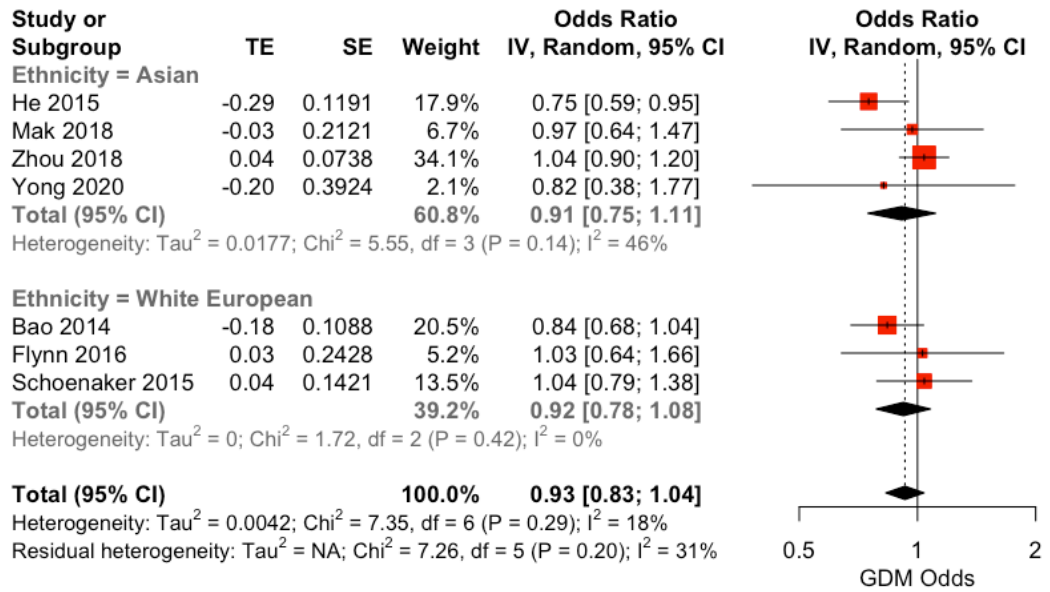 Study or Odds Ratio Odds Ratio
Subgroup TE SE Weight IV, Random, 95% CI IV, Random, 95% CI
Ethnicity = Asian
He 2015 -0.29 0.1191 17.9% 0.75 [0.59; 0.95]
Mak 2018 -0.03 0.2121 6.7% 0.97 [0.64; 1.47]
Zhou 2018 0.04 0.0738 34.1% 1.04 [0.90; 1.20]
Yong 2020 -0.20 0.3924 2.1% 0.82 [0.38; 1.77]
Total (95% CI) 60.8% 0.91 [0.75; 1.11]
Heterogeneity: Tau² = 0.0177; Chi² = 5.55, df = 3 (P = 0.14); I² = 46%
Ethnicity = White European
Bao 2014 -0.18 0.1088 20.5% 0.84 [0.68; 1.04]
Flynn 2016 0.03 0.2428 5.2% 1.03 [0.64; 1.66]
Schoenaker 2015 0.04 0.1421 13.5% 1.04 [0.79; 1.38]
Total (95% CI) 39.2% 0.92 [0.78; 1.08]
Heterogeneity: Tau² = 0; Chi² = 1.72, df = 2 (P = 0.42); I² = 0%
Total (95% CI) 100.0% 0.93 [0.83; 1.04]
Heterogeneity: Tau² = 0.0042; Chi² = 7.35, df = 6 (P = 0.29); I² = 18%
Residual heterogeneity: Tau² = NA; Chi² = 7.26, df = 5 (P = 0.20); I² = 31%
0.5 1 2
GDM Odds